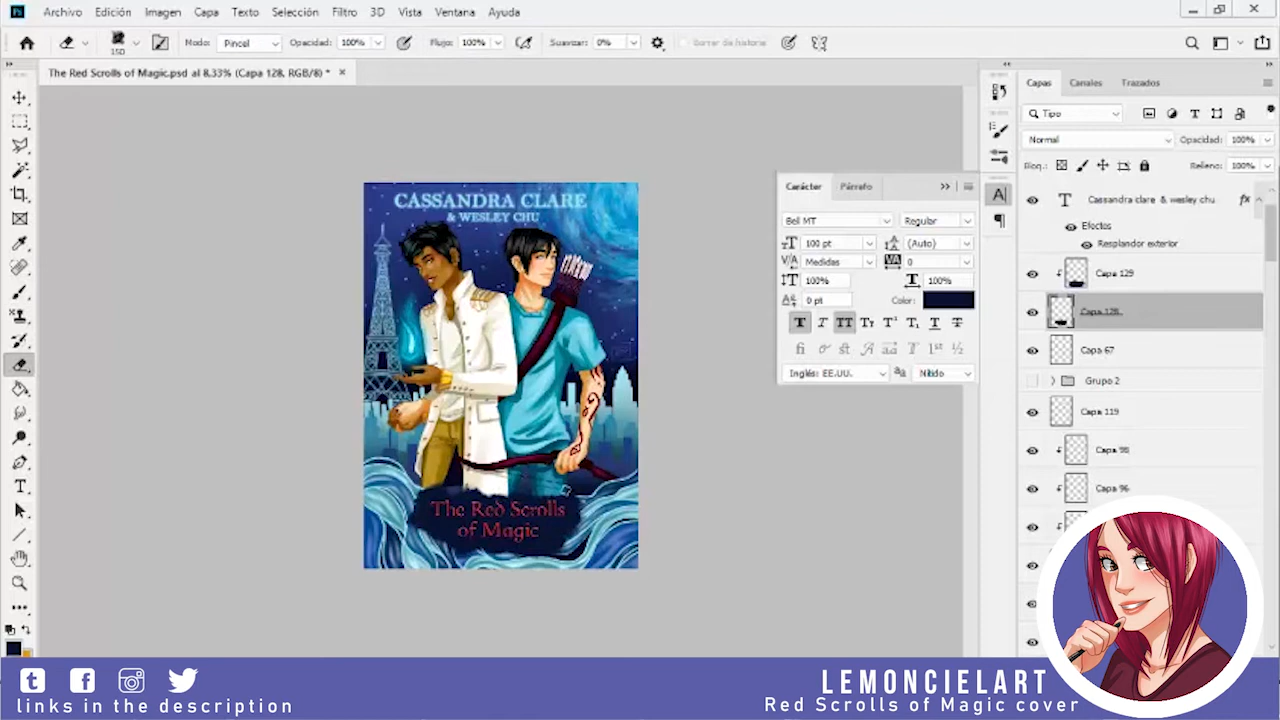 Archivo Edición Imagen Capa Texto Selección Filtro 3D Vista Ventana Ayuda
150 Modo: Pincel Opacidad: 100% Flujo: 100% Suavizar: 0% Borrar de historia
The Red Scrolls of Magic.psd al 8,33% (Capa 128, RGB/8) *
Capas Canales Trazados
Tipo
Normal Opacidad: 100%
Bloq.: Relleno: 100%
Carácter Párrafo
Bell MT Regular
100 pt (Auto)
Medidas 0
100% 100%
0 pt Color:
Inglés: EE.UU. Nítido
Cassandra clare & wesley chu fx
Efectos
Resplandor exterior
Capa 129
Capa 128
Capa 67
Grupo 2
Capa 119
Capa 98
Capa 96
CASSANDRA CLARE
& WESLEY CHU
The Red Scrolls
of Magic
links in the description
LEMONCIELART
Red Scrolls of Magic cover